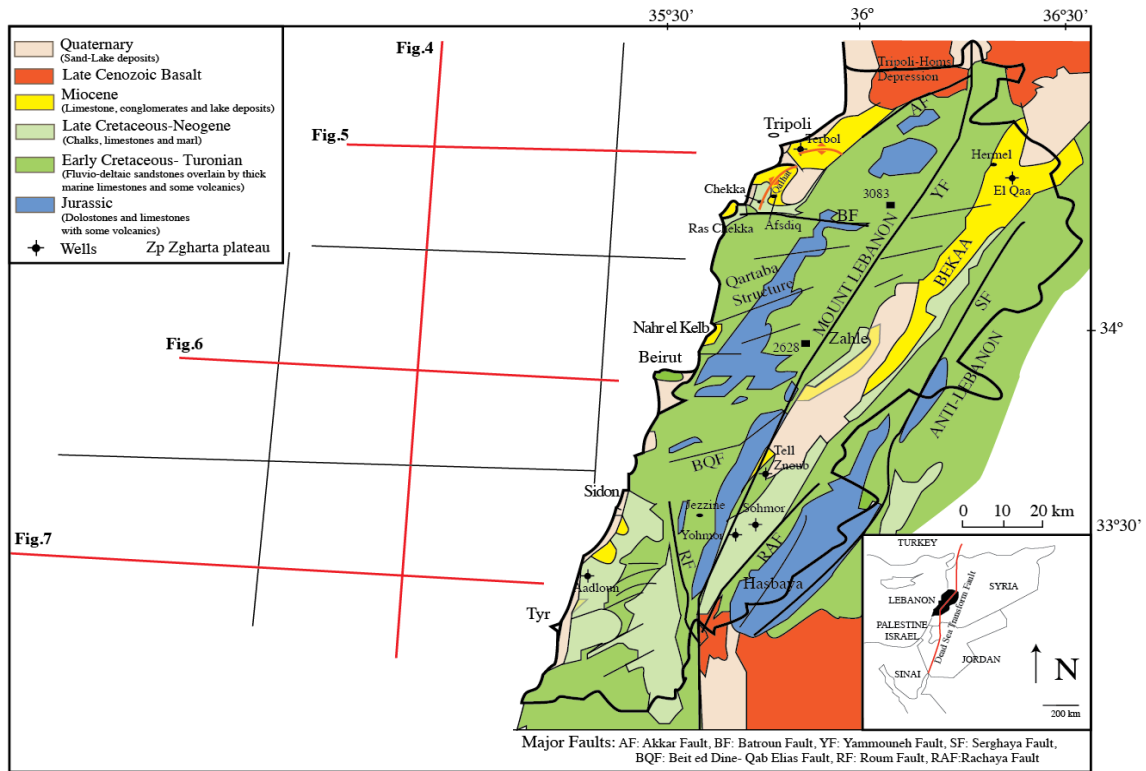 35°30'
36°
36°30'
Quaternary
(Sand-Lake deposits)
Late Cenozoic Basalt
Miocene
(Limestone, conglomerates and lake deposits)
Late Cretaceous-Neogene
(Chalks, limestones and marl)
Early Cretaceous- Turonian
(Fluvio-deltaic sandstones overlain by thick
marine limestones and some volcanics)
Jurassic
(Dolostones and limestones
with some volcanics)
Wells Zp Zgharta plateau
Fig.4
Fig.5
Fig.6
Fig.7
Tripoli-Homs
Depression
AF
Tripoli
Terbol
Hermel
El Qaa
Qalhat
Chekka
3083
YF
BF
Ras Chekka
Afsdiq
Qartaba
Structure
MOUNT LEBANON
BEKAA
SF
Nahr el Kelb
34°
2628
Zahle
Beirut
ANTI-LEBANON
BQF
Tell
Znoub
Sidon
Jezzine
Sohmor
Yohmor
RAF
RF
Hasbaya
Aadloun
Tyr
33°30'
0 10 20 km
TURKEY
SYRIA
LEBANON
PALESTINE
ISRAEL
Dead Sea Transform Fault
JORDAN
SINAI
N
200 km
Major Faults: AF: Akkar Fault, BF: Batroun Fault, YF: Yammouneh Fault, SF: Serghaya Fault,
BQF: Beit ed Dine- Qab Elias Fault, RF: Roum Fault, RAF:Rachaya Fault